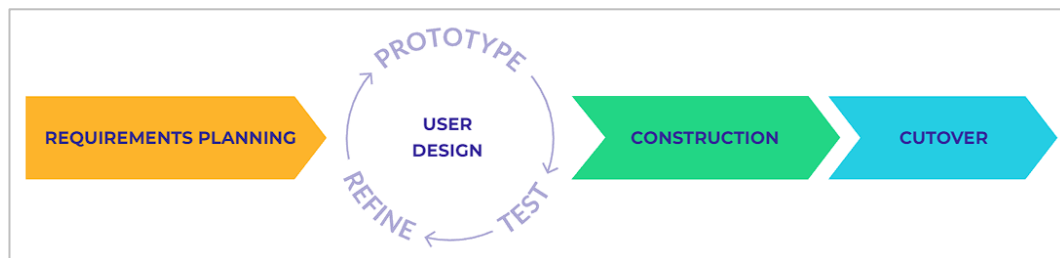 REQUIREMENTS PLANNING
PROTOTYPE
USER
DESIGN
TEST
REFINE
CONSTRUCTION
CUTOVER